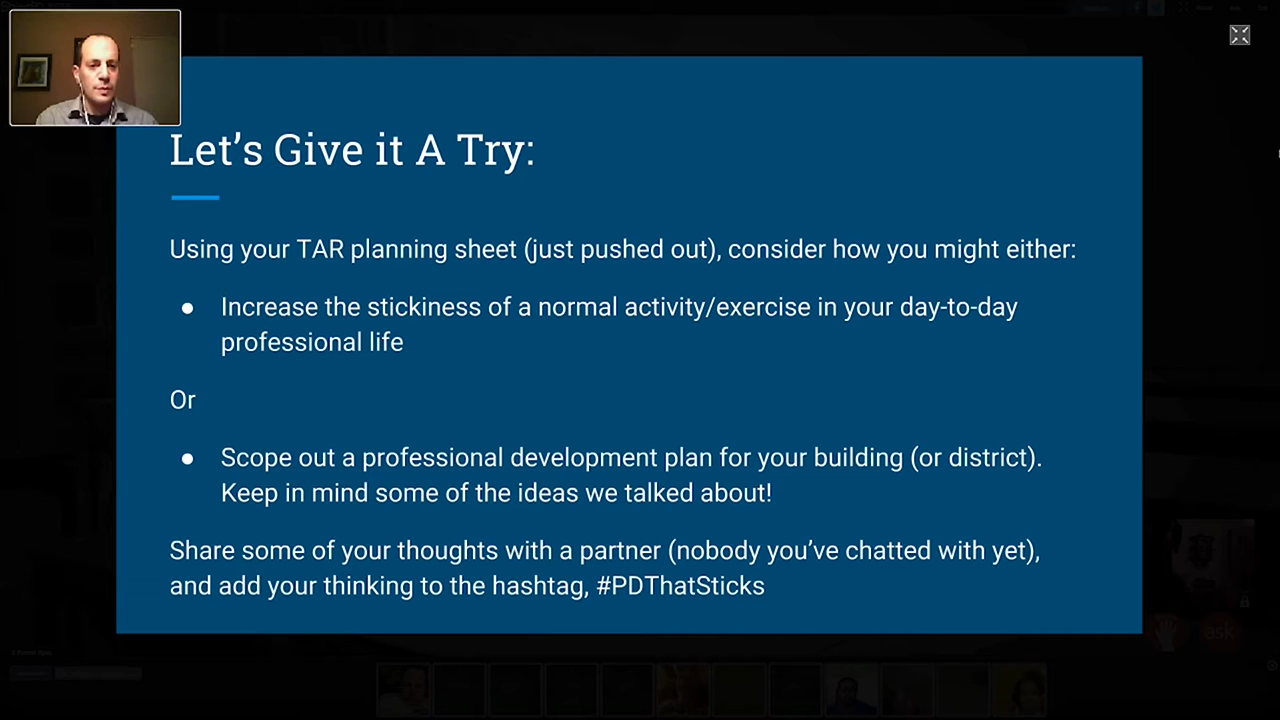 Let’s Give it A Try:
Using your TAR planning sheet (just pushed out), consider how you might either:
● Increase the stickiness of a normal activity/exercise in your day-to-day
professional life
Or
● Scope out a professional development plan for your building (or district).
Keep in mind some of the ideas we talked about!
Share some of your thoughts with a partner (nobody you’ve chatted with yet),
and add your thinking to the hashtag, #PDThatSticks
ask